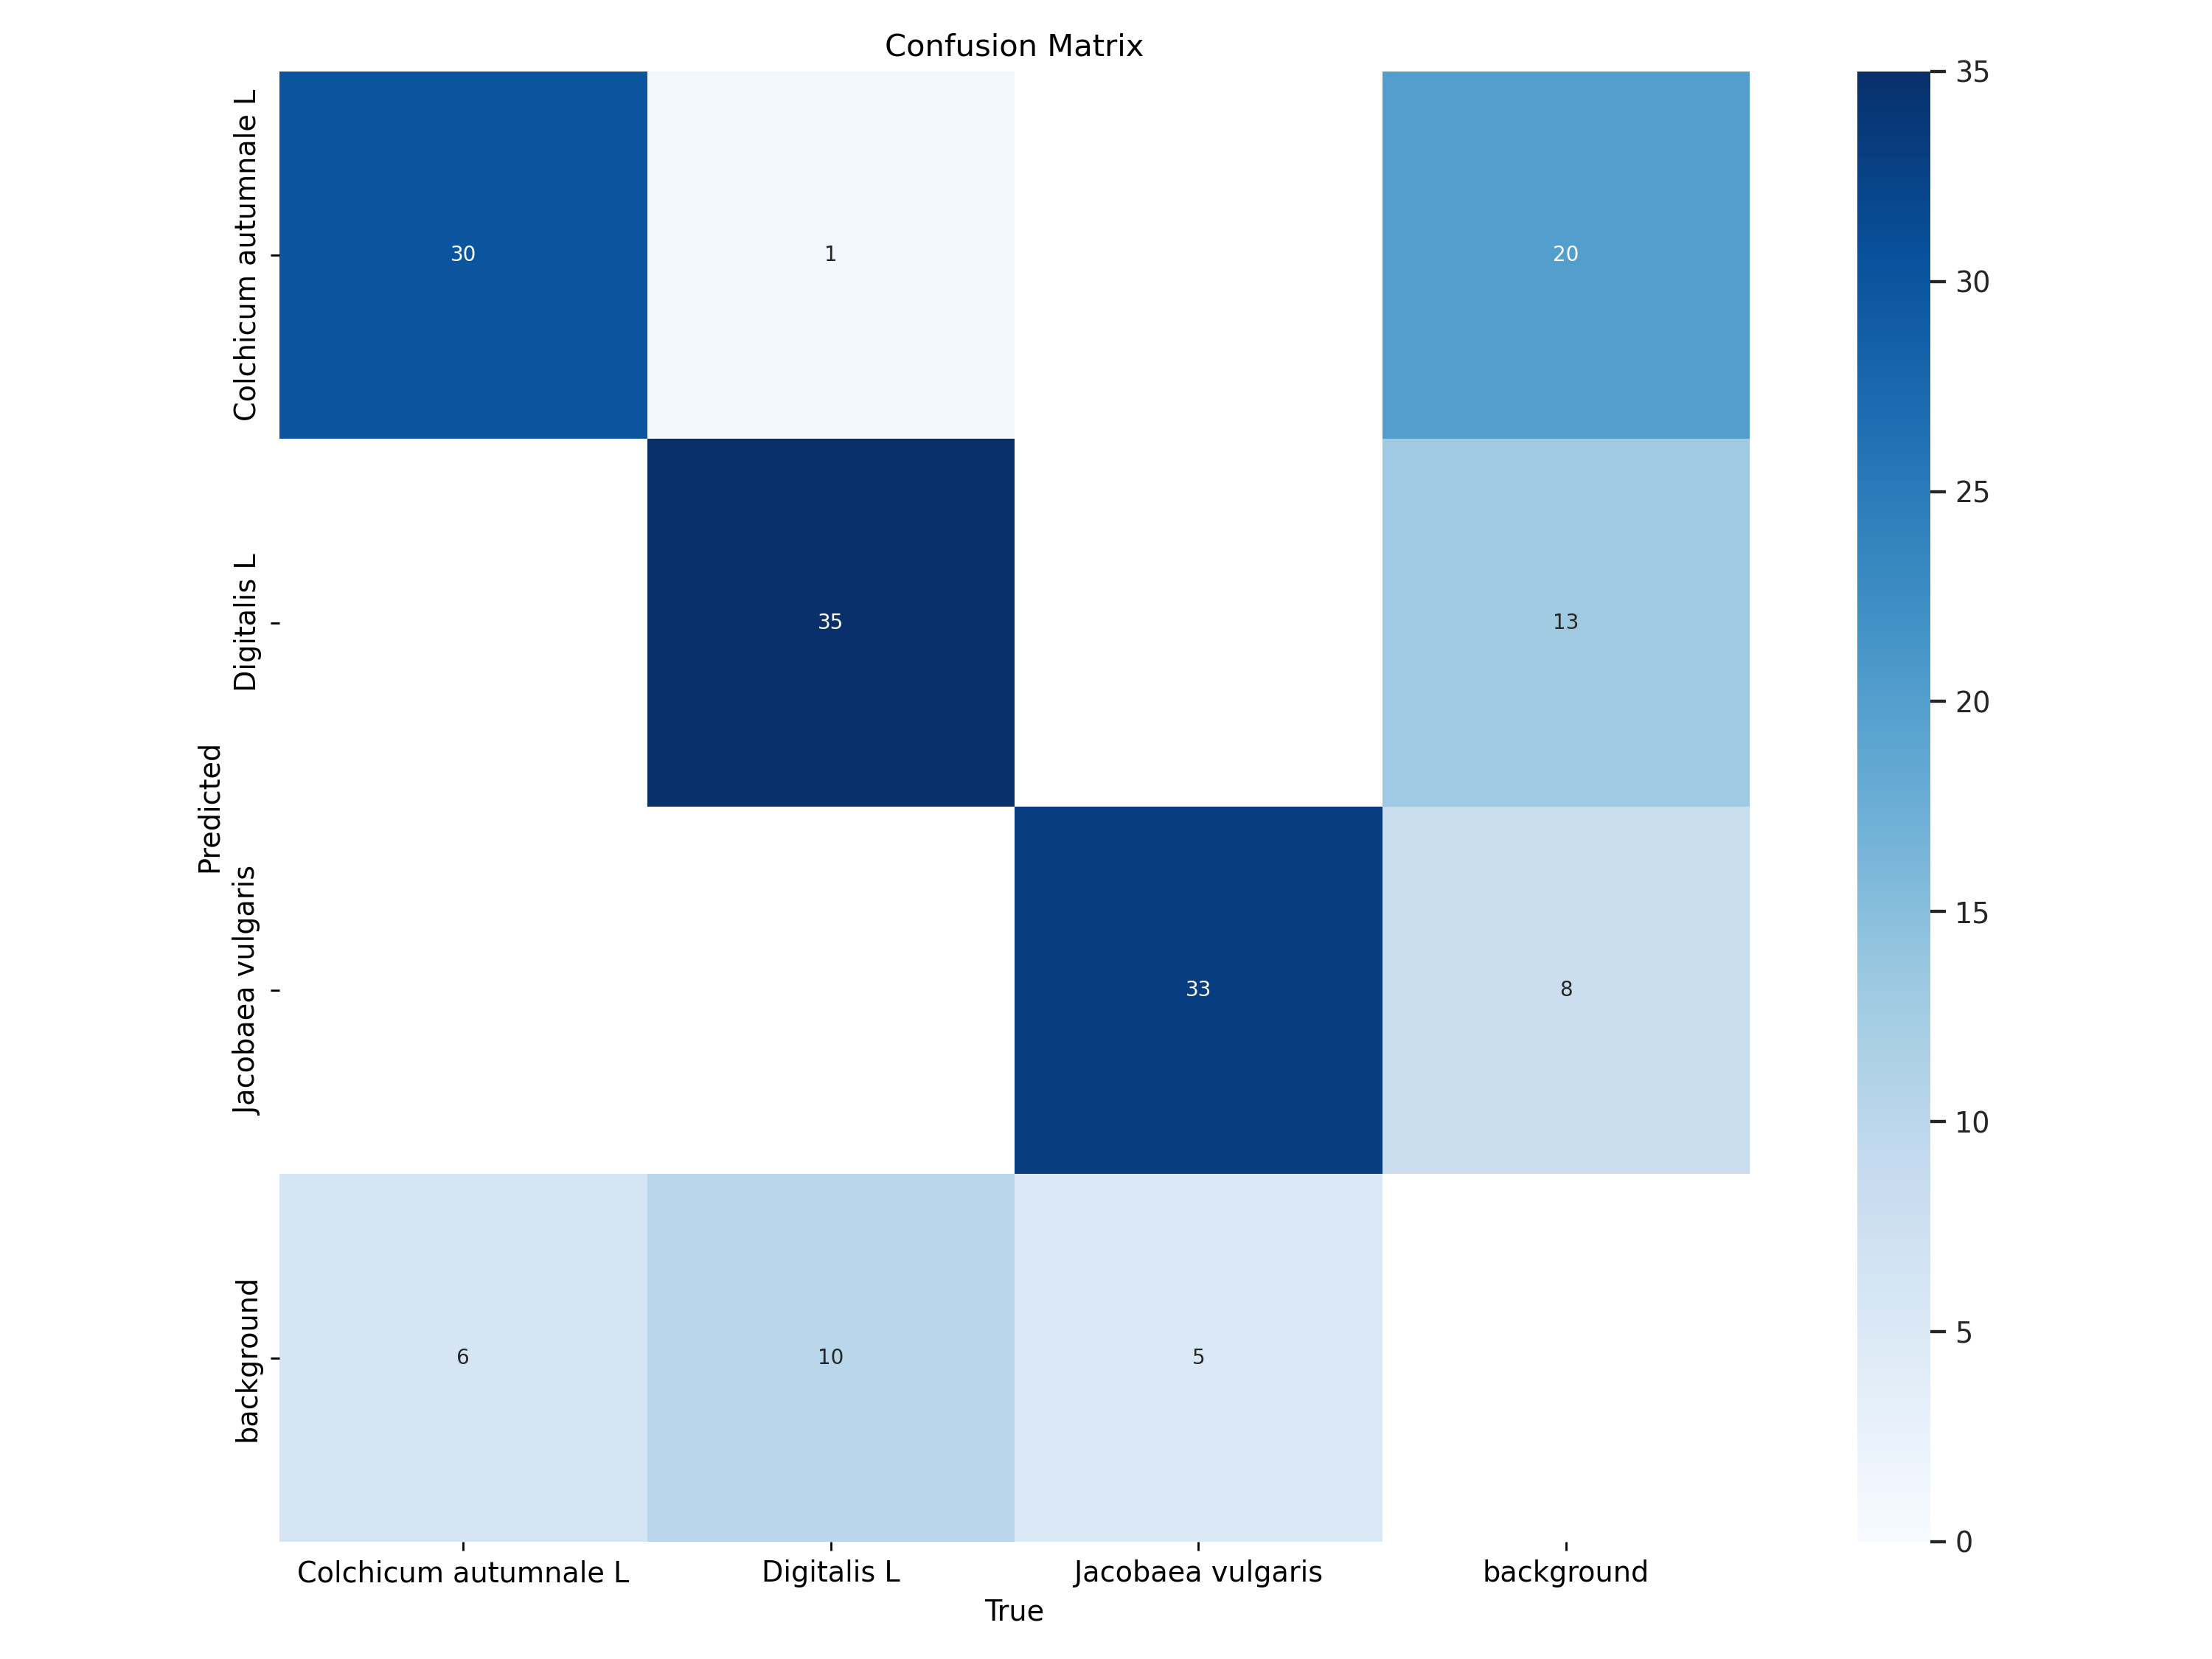 Confusion Matrix
Predicted
Colchicum autumnale L
30
1
20
Digitalis L
35
13
Jacobaea vulgaris
33
8
background
6
10
5
Colchicum autumnale L
Digitalis L
Jacobaea vulgaris
background
True
35
30
25
20
15
10
5
0